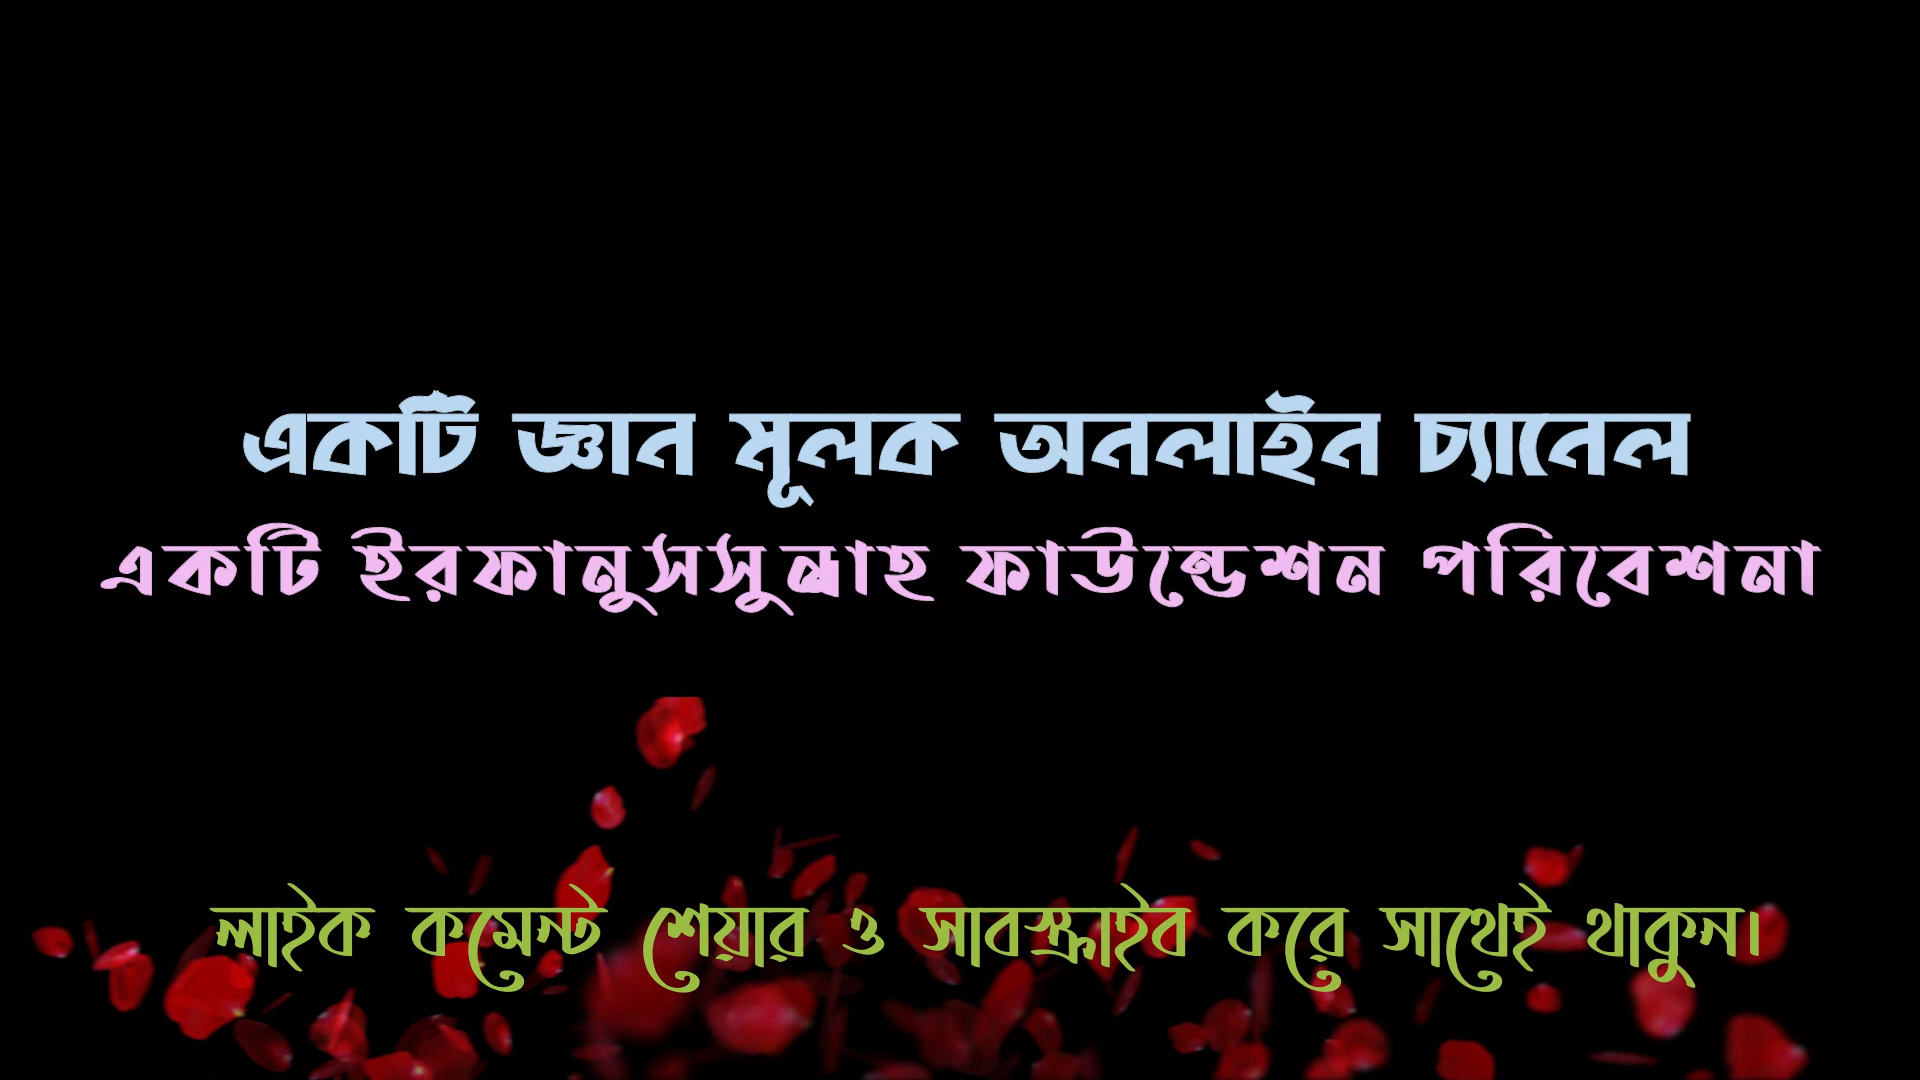 একটি জ্ঞান মূলক অনলাইন চ্যানেল
একটি ইরফানুসসুন্নাহ ফাউন্ডেশন পরিবেশনা
লাইক কমেন্ট শেয়ার ও সাবস্ক্রাইব করে সাথেই থাকুন।